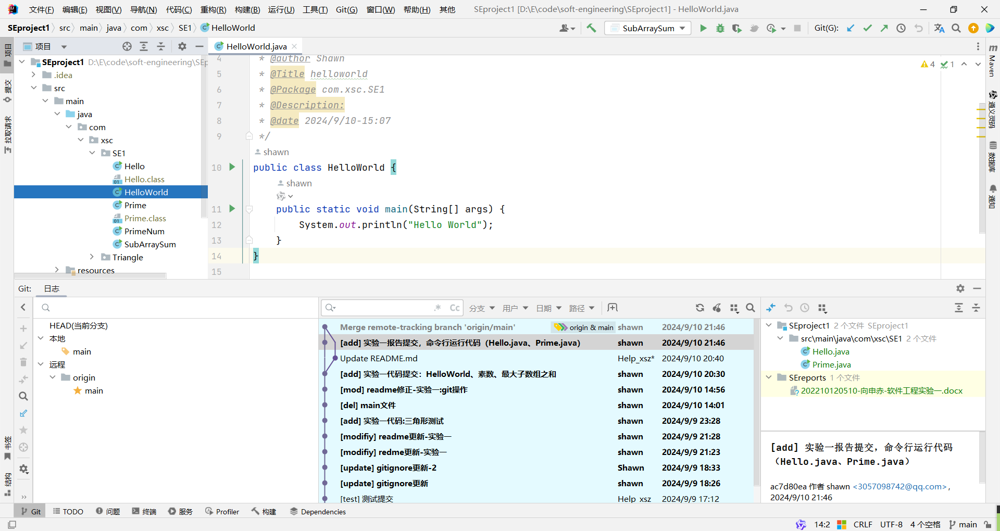 文件(F) 编辑(E) 视图(V) 导航(N) 代码(C) 重构(R) 构建(B) 运行(U) 工具(T) Git(G) 窗口(W) 帮助(H) 其他 SEproject1 [D:\E\code\soft-engineering\SEproject1] - HelloWorld.java
SEproject1 src main java com xsc SE1 HelloWorld SubArraySum Git(G):
项目
HelloWorld.java
SEproject1 D:\E\code\soft-engineering\SEp
.idea
src
main
java
com
xsc
SE1
Hello
Hello.class
HelloWorld
Prime
Prime.class
PrimeNum
SubArraySum
Triangle
resources
项目
提交
拉取请求
书签
结构
4 * @author Shawn
5 * @Title helloworld
6 * @Package com.xsc.SE1
7 * @Description:
8 * @date 2024/9/10-15:07
9 */
shawn
10 public class HelloWorld {
shawn
11 public static void main(String[] args) {
12 System.out.println("Hello World");
13 }
14 }
15
4 1
m
Maven
通义灵码
数据库
通知
Git: 日志
HEAD(当前分支)
本地
main
远程
origin
main
.* Cc 分支 用户 日期 路径
Merge remote-tracking branch 'origin/main' origin & main shawn 2024/9/10 21:46
[add] 实验一报告提交，命令行运行代码（Hello.java、Prime.java） shawn 2024/9/10 21:46
Update README.md Help_xsz* 2024/9/10 20:40
[add] 实验一代码提交：HelloWorld、素数、最大子数组之和 shawn 2024/9/10 20:30
[mod] readme修正-实验一:git操作 shawn 2024/9/10 14:56
[del] main文件 shawn 2024/9/10 14:01
[add] 实验一代码:三角形测试 shawn 2024/9/9 23:28
[modifiy] readme更新-实验一 shawn 2024/9/9 21:28
[modifiy] redme更新-实验一 shawn 2024/9/9 21:23
[update] gitignore更新-2 Shawn 2024/9/9 18:33
[update] gitignore更新 shawn 2024/9/9 18:26
[test] 测试提交 Help_xsz 2024/9/9 17:12
SEproject1 2 个文件 SEproject1
src\main\java\com\xsc\SE1 2 个文件
Hello.java
Prime.java
SEreports 1 个文件
202210120510-向申赤-软件工程实验一.docx
[add] 实验一报告提交，命令行运行代码
（Hello.java、Prime.java）
ac7d80ea 作者 shawn <3057098742@qq.com>,
2024/9/10 21:46
Git TODO 问题 终端 服务 Profiler 构建 Dependencies
14:2 CRLF UTF-8 4 个空格 main